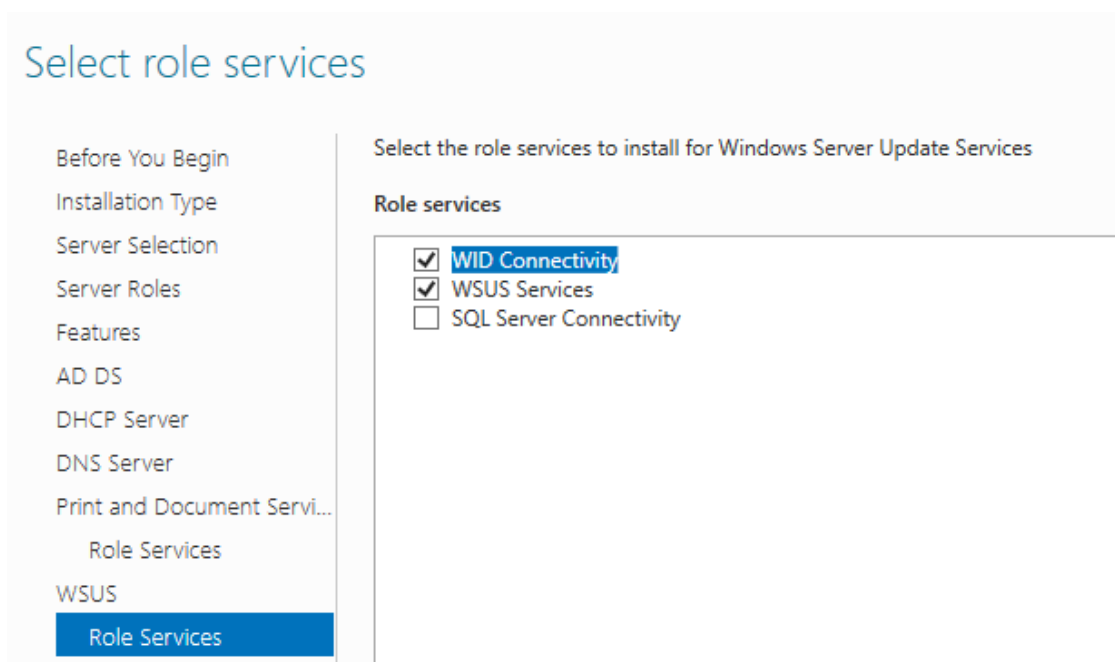 Select role services
Before You Begin
Installation Type
Server Selection
Server Roles
Features
AD DS
DHCP Server
DNS Server
Print and Document Servi...
Role Services
WSUS
Role Services
Select the role services to install for Windows Server Update Services
Role services
WID Connectivity
WSUS Services
SQL Server Connectivity